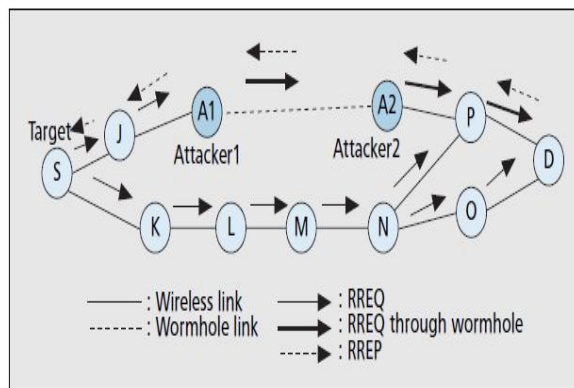 A1
A2
P
J
Target
Attacker1
Attacker2
D
S
K
L
M
N
O
: Wireless link
: RREQ
: Wormhole link
: RREQ through wormhole
: RREP